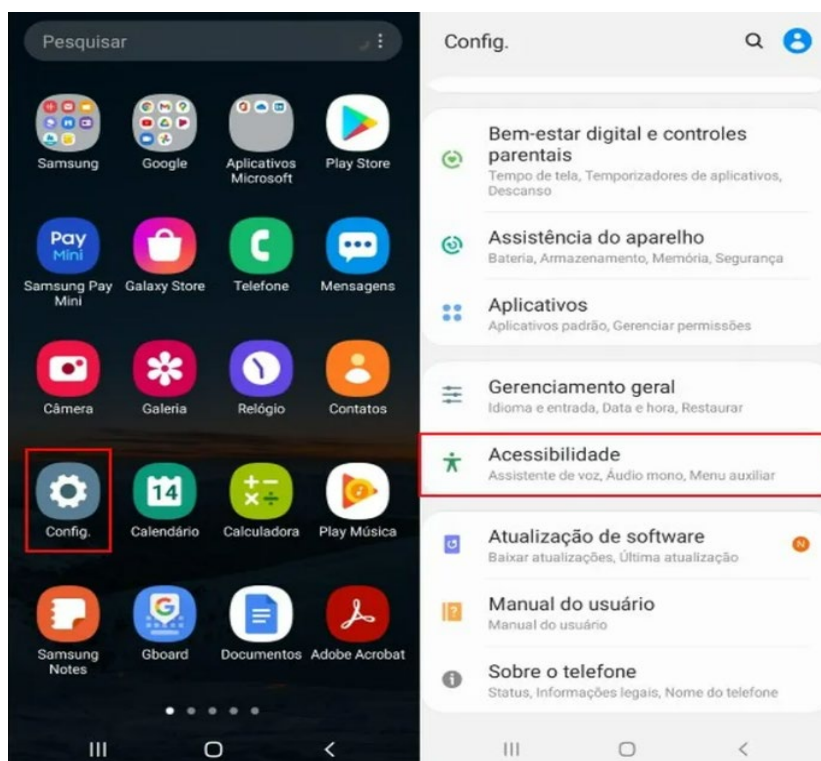 Pesquisar
Samsung
Google
Aplicativos
Microsoft
Play Store
Pay
Mini
Samsung Pay
Mini
Galaxy Store
Telefone
Mensagens
Câmera
Galeria
Relógio
Contatos
Config.
14
Calendário
Calculadora
Play Música
Samsung
Notes
G
Gboard
Documentos
Adobe Acrobat
Config.
Bem-estar digital e controles
parentais
Tempo de tela, Temporizadores de aplicativos,
Descanso
Assistência do aparelho
Bateria, Armazenamento, Memória, Segurança
Aplicativos
Aplicativos padrão, Gerenciar permissões
Gerenciamento geral
Idioma e entrada, Data e hora, Restaurar
Acessibilidade
Assistente de voz, Áudio mono, Menu auxiliar
Atualização de software
Baixar atualizações, Última atualização
N
Manual do usuário
Manual do usuário
Sobre o telefone
Status, Informações legais, Nome do telefone